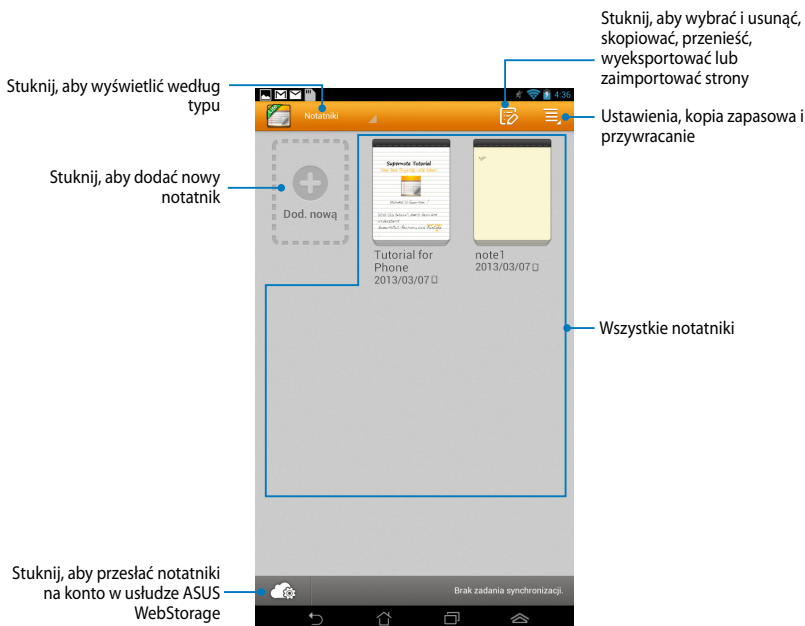 Stuknij, aby wybrać i usunąć,
skopiować, przenieść,
wyeksportować lub
zaimportować strony
Stuknij, aby wyświetlić według
typu
4:36
Notatniki
Ustawienia, kopia zapasowa i
przywracanie
Stuknij, aby dodać nowy
notatnik
Dod. nową
Supernote Tutorial
Tutorial for
Phone
2013/03/07
note1
2013/03/07
Wszystkie notatniki
Stuknij, aby przesłać notatniki
na konto w usłudze ASUS
WebStorage
Brak zadania synchronizacji.